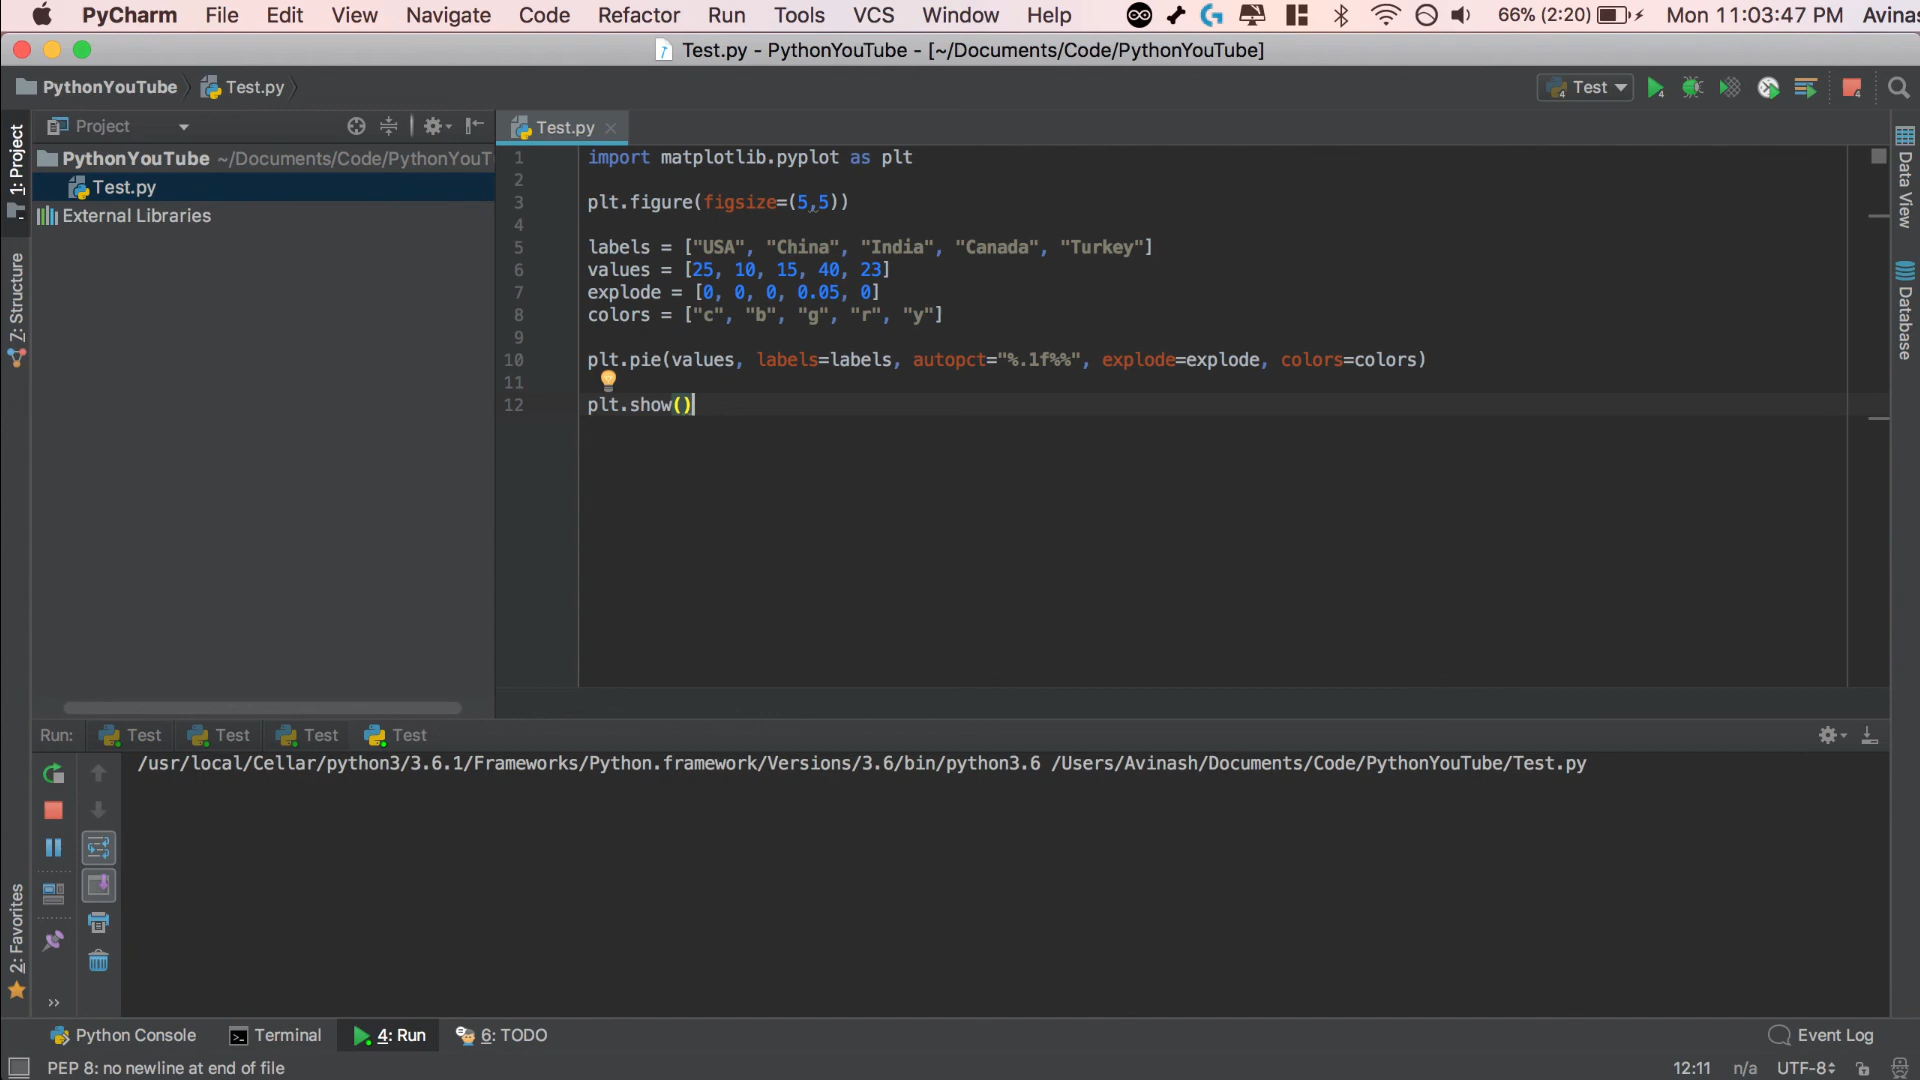 PyCharm File Edit View Navigate Code Refactor Run Tools VCS Window Help 66% (2:20) Mon 11:03:47 PM Avinas
Test.py - PythonYouTube - [~/Documents/Code/PythonYouTube]
PythonYouTube Test.py Test
Project Test.py
PythonYouTube ~/Documents/Code/PythonYouT
Test.py
External Libraries
1: Project
Z: Structure
2: Favorites
1 import matplotlib.pyplot as plt
2
3 plt.figure(figsize=(5,5))
4
5 labels = ["USA", "China", "India", "Canada", "Turkey"]
6 values = [25, 10, 15, 40, 23]
7 explode = [0, 0, 0, 0.05, 0]
8 colors = ["c", "b", "g", "r", "y"]
9
10 plt.pie(values, labels=labels, autopct="%.1f%%", explode=explode, colors=colors)
11
12 plt.show()
Data View
Database
Run: Test Test Test Test
/usr/local/Cellar/python3/3.6.1/Frameworks/Python.framework/Versions/3.6/bin/python3.6 /Users/Avinash/Documents/Code/PythonYouTube/Test.py
Python Console Terminal 4: Run 6: TODO Event Log
PEP 8: no newline at end of file 12:11 n/a UTF-8